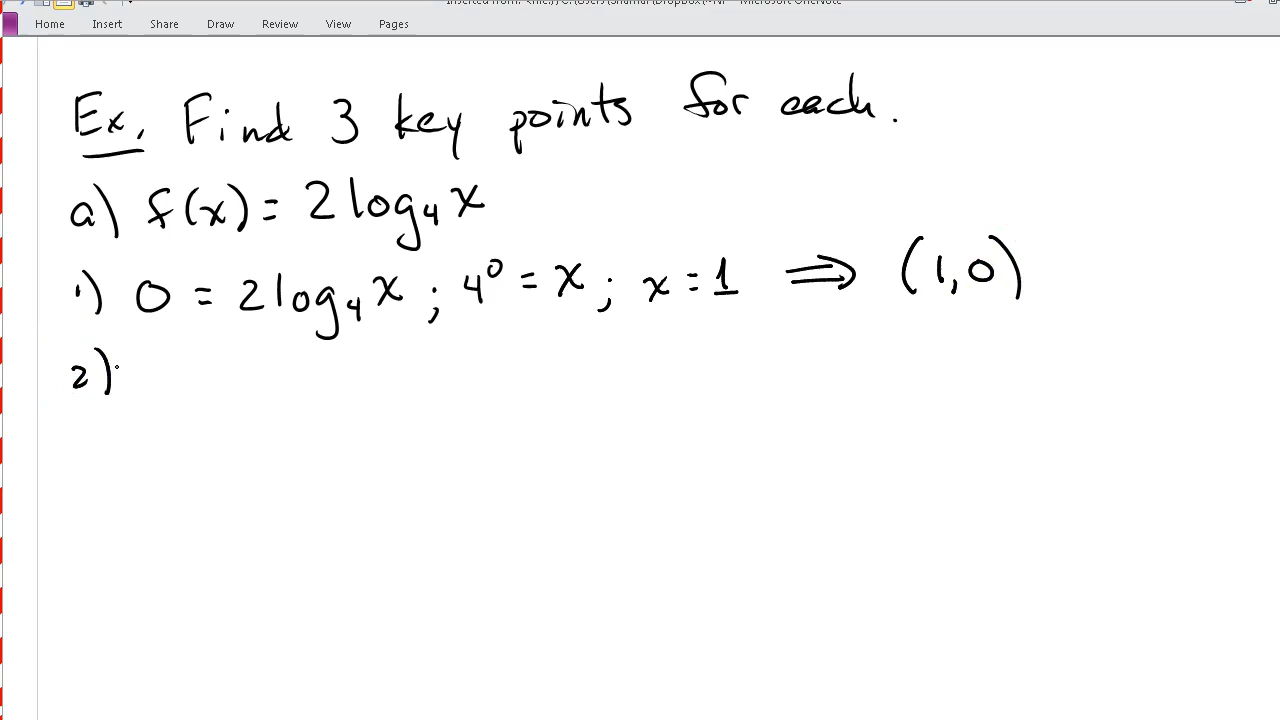 Home Insert Share Draw Review View Pages
Ex. Find 3 key points for each.
a) f(x) = 2 log₄ x
1) 0 = 2 log₄ x ; 4⁰ = x ; x = 1 ⟹ (1, 0)
2)